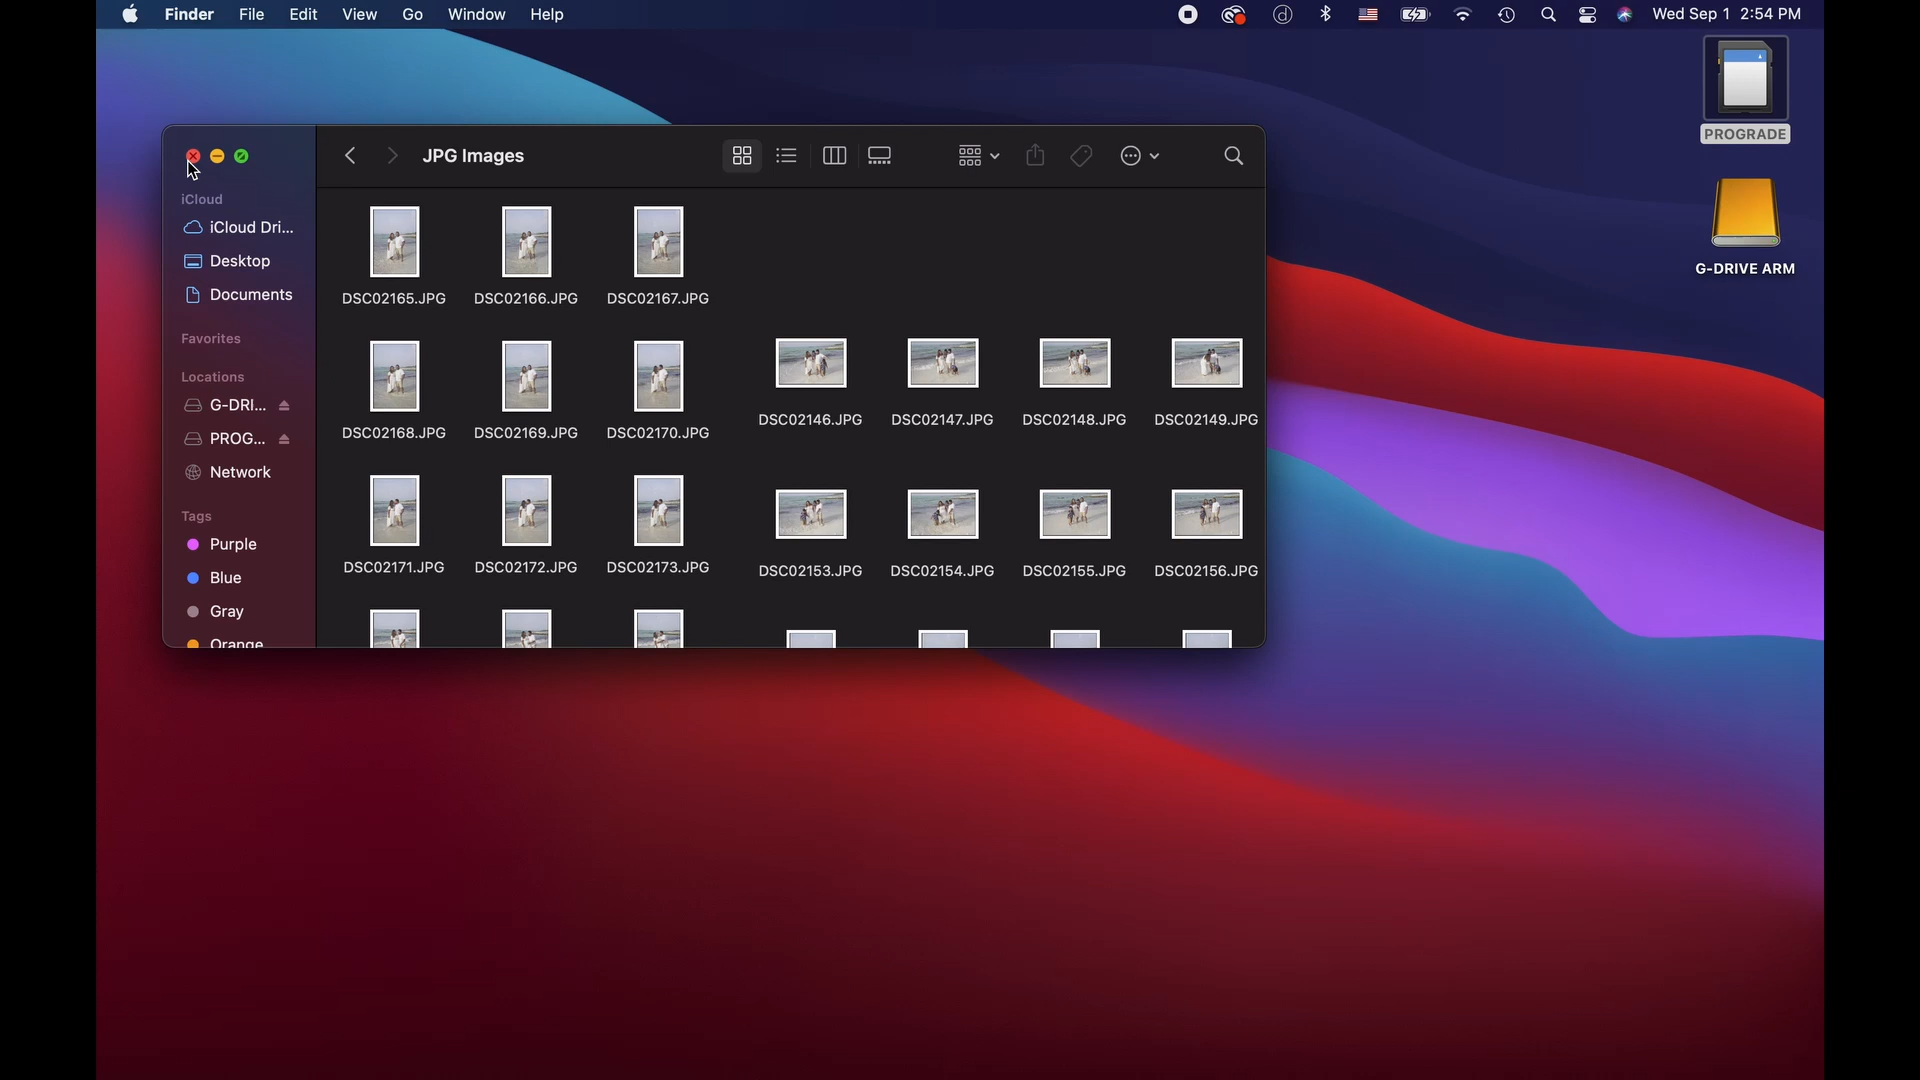 Finder File Edit View Go Window Help Wed Sep 1 2:54 PM
PROGRADE
G-DRIVE ARM
JPG Images
iCloud
iCloud Dri...
Desktop
Documents
Favorites
Locations
G-DRI...
PROG...
Network
Tags
Purple
Blue
Gray
Orange
DSC02165.JPG DSC02166.JPG DSC02167.JPG
DSC02146.JPG DSC02147.JPG DSC02148.JPG DSC02149.JPG
DSC02168.JPG DSC02169.JPG DSC02170.JPG
DSC02171.JPG DSC02172.JPG DSC02173.JPG
DSC02153.JPG DSC02154.JPG DSC02155.JPG DSC02156.JPG